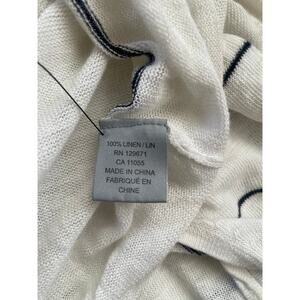 100% LINEN / LIN
RN 129671
CA 11055
MADE IN CHINA
FABRIQUÉ EN
CHINE